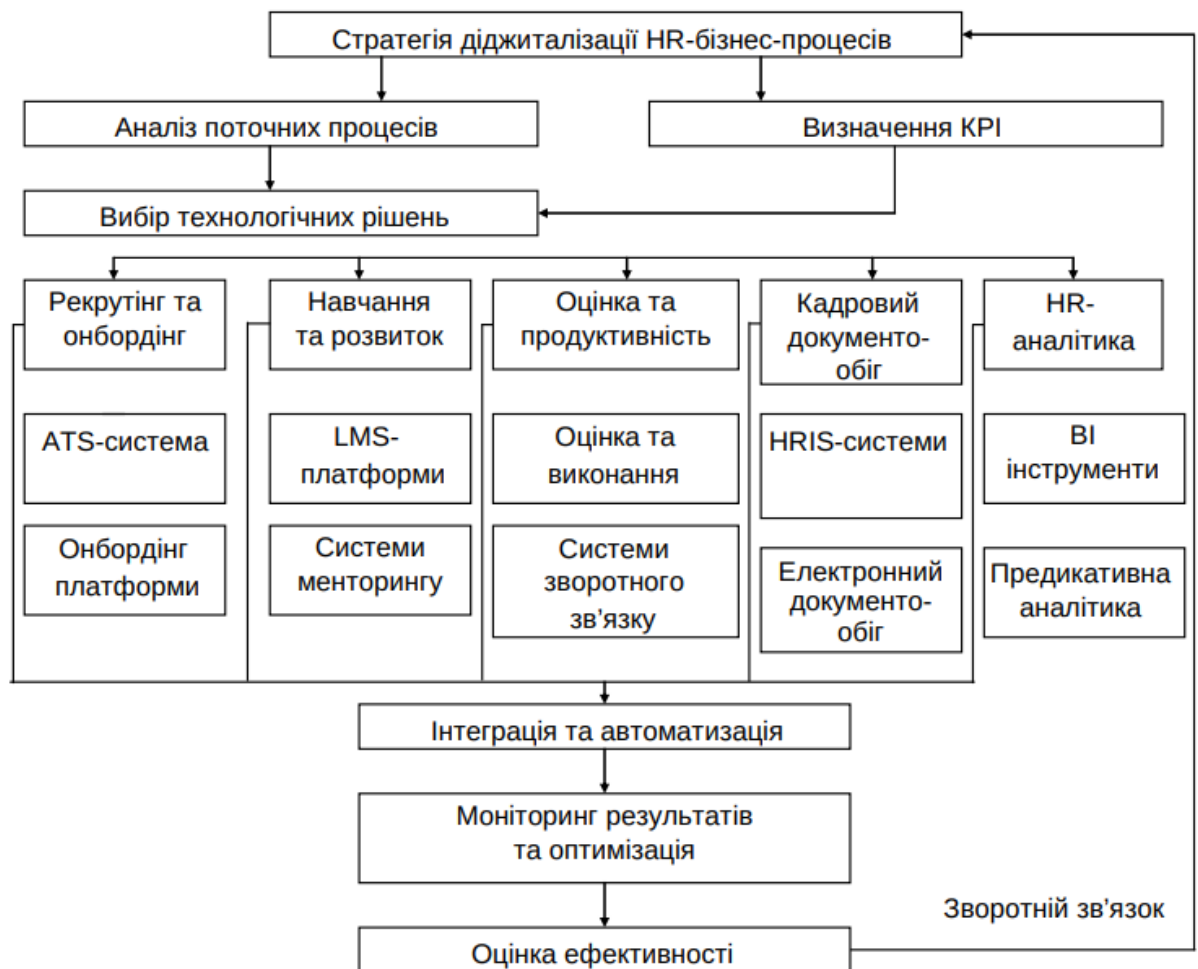 Стратегія діджиталізації HR-бізнес-процесів
Аналіз поточних процесів
Визначення KPI
Вибір технологічних рішень
Рекрутінг та
онбордінг
Навчання
та розвиток
Оцінка та
продуктивність
Кадровий
документо-
обіг
HR-
аналітика
ATS-система
LMS-
платформи
Оцінка та
виконання
HRIS-системи
BI
інструменти
Онбордінг
платформи
Системи
менторингу
Системи
зворотного
зв’язку
Електронний
документо-
обіг
Предикативна
аналітика
Інтеграція та автоматизація
Моніторинг результатів
та оптимізація
Зворотній зв’язок
Оцінка ефективності